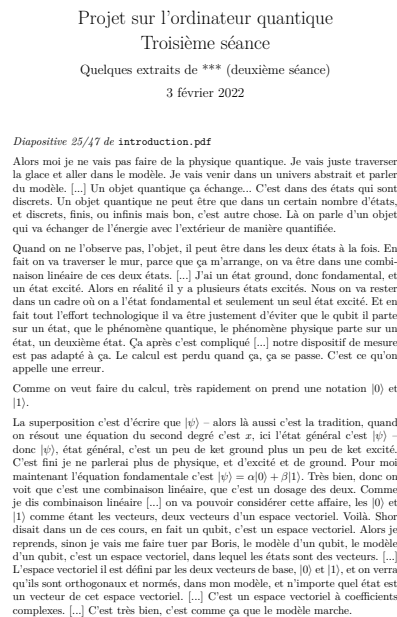 Projet sur l'ordinateur quantique
Troisième séance
Quelques extraits de *** (deuxième séance)
3 février 2022
Diapositive 25/47 de introduction.pdf
Alors moi je ne vais pas faire de la physique quantique. Je vais juste traverser
la glace et aller dans le modèle. Je vais venir dans un univers abstrait et parler
du modèle. [...] Un objet quantique ça échange... C'est dans des états qui sont
discrets. Un objet quantique ne peut être que dans un certain nombre d'états,
et discrets, finis, ou infinis mais bon, c'est autre chose. Là on parle d'un objet
qui va échanger de l'énergie avec l'extérieur de manière quantifiée.
Quand on ne l'observe pas, l'objet, il peut être dans les deux états à la fois. En
fait on va traverser le mur, parce que ça m'arrange, on va être dans une combi-
naison linéaire de ces deux états. [...] J'ai un état ground, donc fondamental, et
un état excité. Alors en réalité il y a plusieurs états excités. Nous on va rester
dans un cadre où on a l'état fondamental et seulement un seul état excité. Et en
fait tout l'effort technologique il va être justement d'éviter que le qubit il parte
sur un état, que le phénomène quantique, le phénomène physique parte sur un
état, un deuxième état. Ça après c'est compliqué [...] notre dispositif de mesure
est pas adapté à ça. Le calcul est perdu quand ça, ça se passe. C'est ce qu'on
appelle une erreur.
Comme on veut faire du calcul, très rapidement on prend une notation |0⟩ et
|1⟩.
La superposition c'est d'écrire que |ψ⟩ – alors là aussi c'est la tradition, quand
on résout une équation du second degré c'est x, ici l'état général c'est |ψ⟩ –
donc |ψ⟩, état général, c'est un peu de ket ground plus un peu de ket excité.
C'est fini je ne parlerai plus de physique, et d'excité et de ground. Pour moi
maintenant l'équation fondamentale c'est |ψ⟩ = α|0⟩ + β|1⟩. Très bien, donc on
voit que c'est une combinaison linéaire, que c'est un dosage des deux. Comme
je dis combinaison linéaire [...] on va pouvoir considérer cette affaire, les |0⟩ et
|1⟩ comme étant les vecteurs, deux vecteurs d'un espace vectoriel. Voilà. Shor
disait dans un de ces cours, en fait un qubit, c'est un espace vectoriel. Alors je
reprends, sinon je vais me faire tuer par Boris, le modèle d'un qubit, le modèle
d'un qubit, c'est un espace vectoriel, dans lequel les états sont des vecteurs. [...]
L'espace vectoriel il est défini par les deux vecteurs de base, |0⟩ et |1⟩, et on verra
qu'ils sont orthogonaux et normés, dans mon modèle, et n'importe quel état est
un vecteur de cet espace vectoriel. [...] C'est un espace vectoriel à coefficients
complexes. [...] C'est très bien, c'est comme ça que le modèle marche.